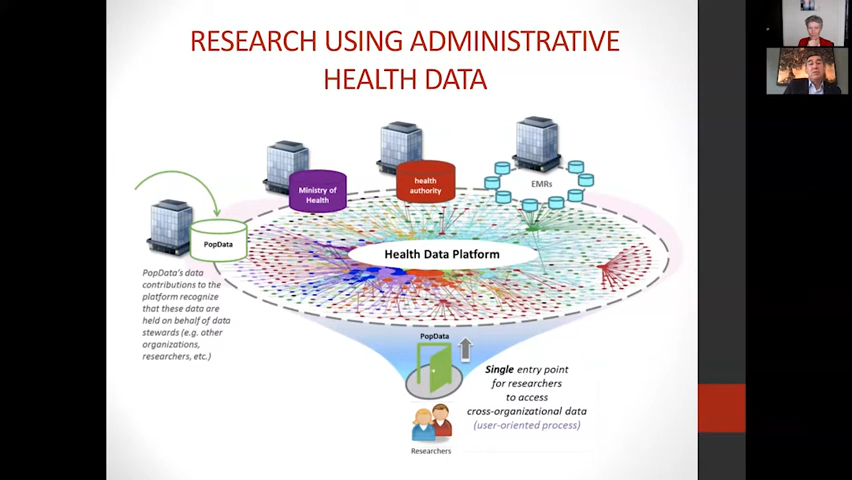 RESEARCH USING ADMINISTRATIVE
HEALTH DATA
Ministry of
Health
health
authority
EMRs
PopData
Health Data Platform
PopData's data
contributions to the
platform recognize
that these data are
held on behalf of data
stewards (e.g. other
organizations,
researchers, etc.)
PopData
Single entry point
for researchers
to access
cross-organizational data
(user-oriented process)
Researchers